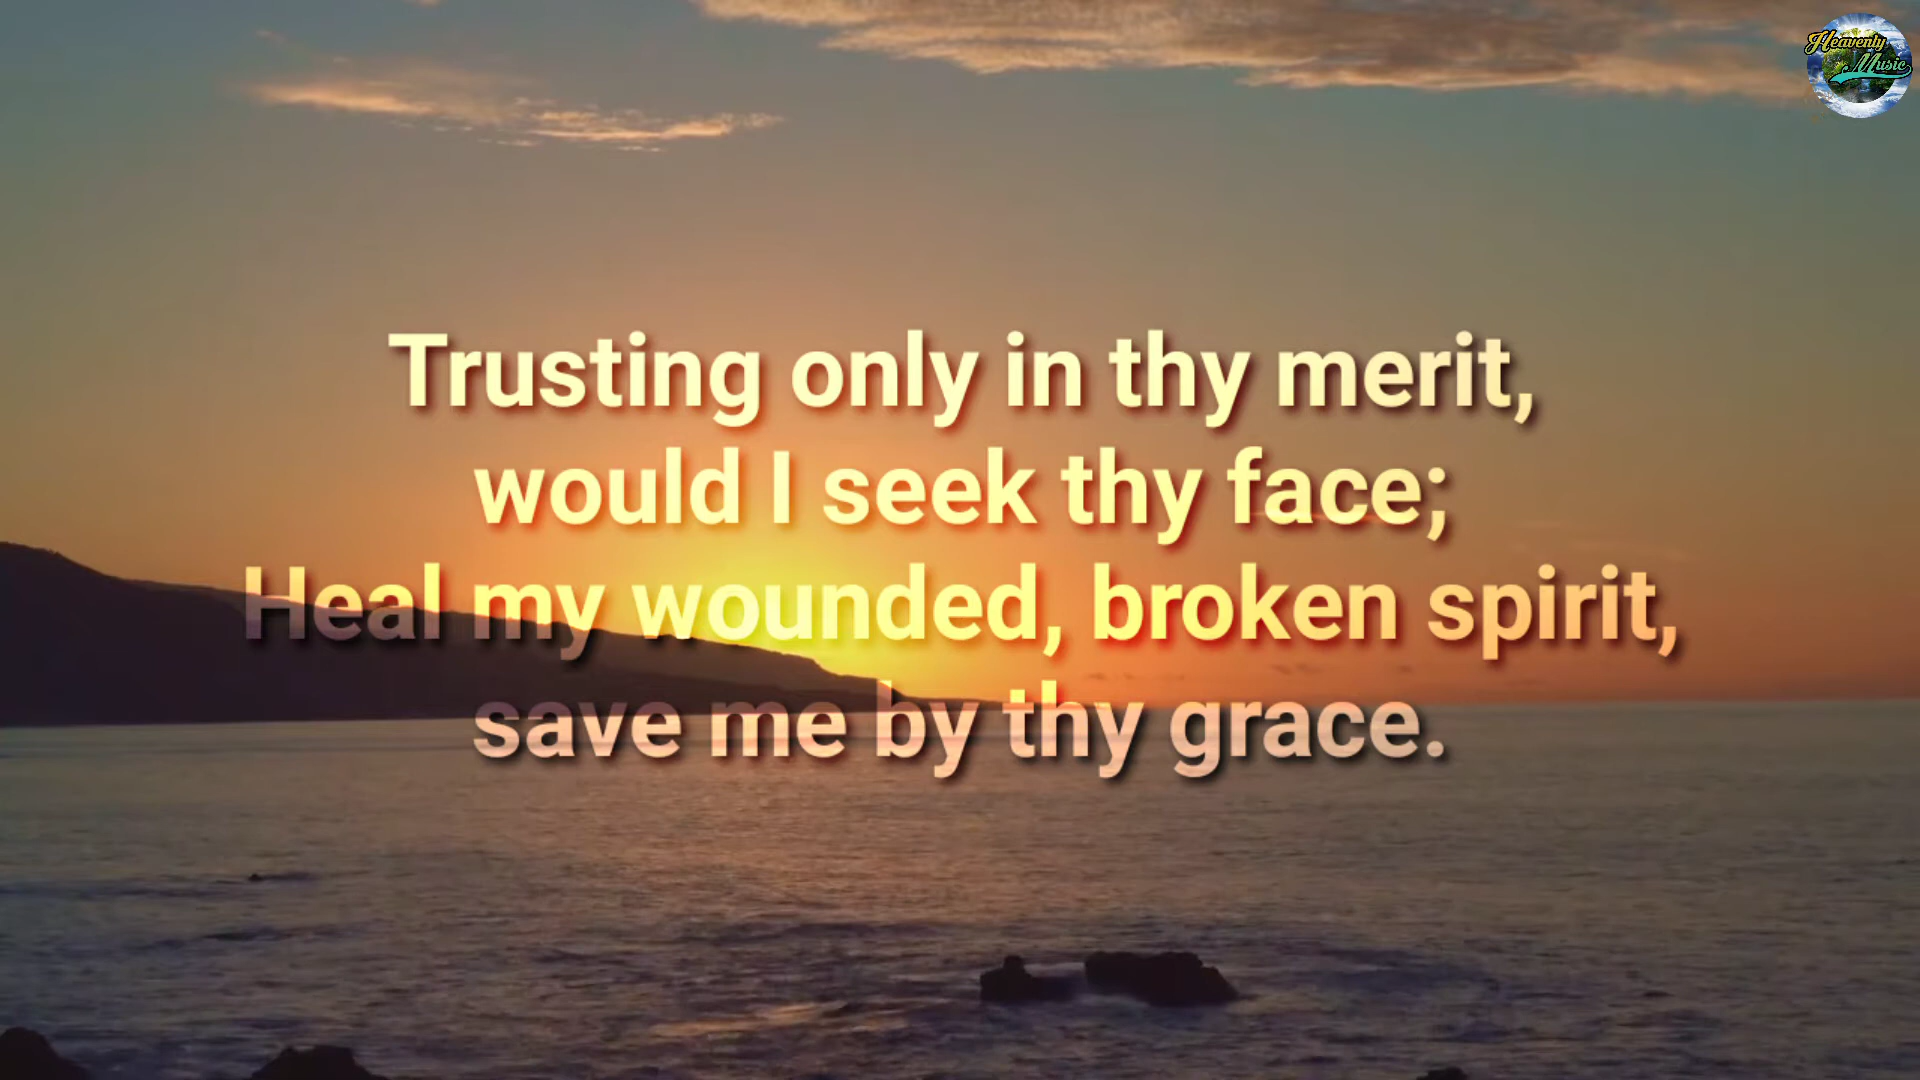 Heavenly
Music
Trusting only in thy merit,
would I seek thy face;
Heal my wounded, broken spirit,
save me by thy grace.